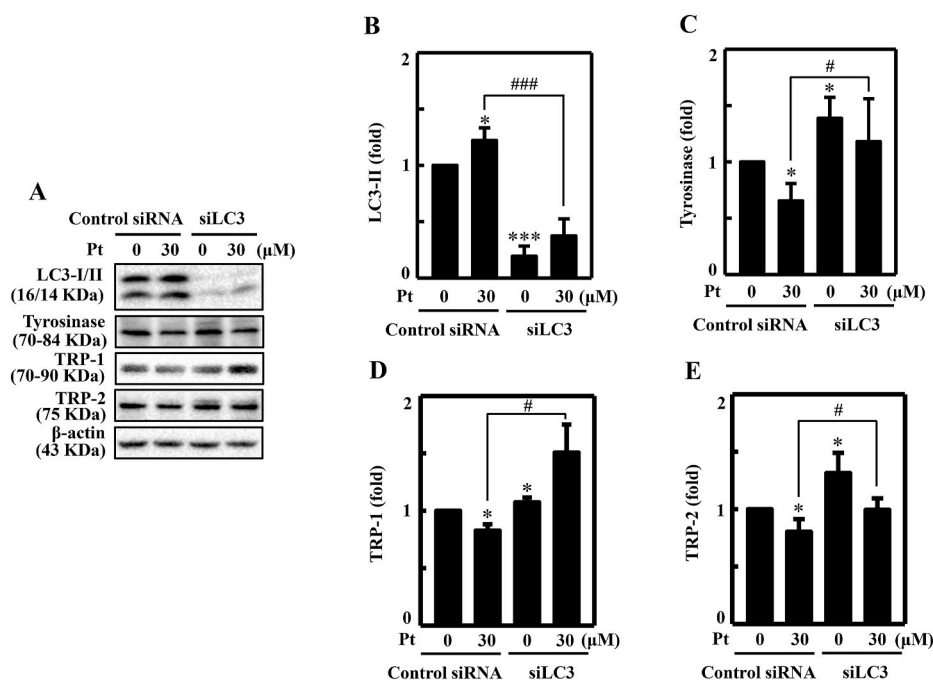 A
Control siRNA siLC3
Pt 0 30 0 30 (μM)
LC3-I/II
(16/14 KDa)
Tyrosinase
(70-84 KDa)
TRP-1
(70-90 KDa)
TRP-2
(75 KDa)
β-actin
(43 KDa)
B
LC3-II (fold)
2
1
0
###
*
***
Pt 0 30 0 30 (μM)
Control siRNA siLC3
C
Tyrosinase (fold)
2
1
0
#
*
*
Pt 0 30 0 30 (μM)
Control siRNA siLC3
D
TRP-1 (fold)
2
1
0
#
*
*
Pt 0 30 0 30 (μM)
Control siRNA siLC3
E
TRP-2 (fold)
2
1
0
#
*
*
Pt 0 30 0 30 (μM)
Control siRNA siLC3